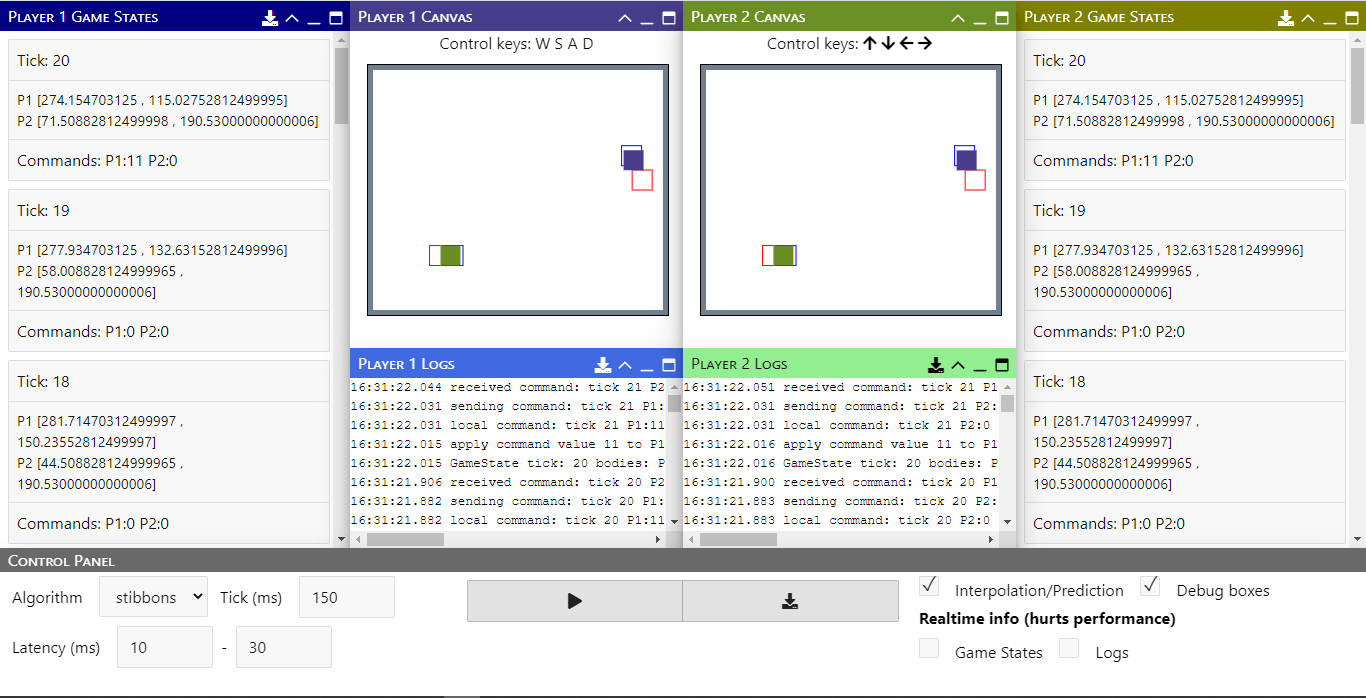 Player 1 Game States
Tick: 20
P1 [274.154703125 , 115.02752812499995]
P2 [71.50882812499998 , 190.53000000000006]
Commands: P1:11 P2:0
Tick: 19
P1 [277.934703125 , 132.63152812499996]
P2 [58.008828124999965 ,
190.53000000000006]
Commands: P1:0 P2:0
Tick: 18
P1 [281.71470312499997 ,
150.23552812499997]
P2 [44.508828124999965 ,
190.53000000000006]
Commands: P1:0 P2:0
Player 1 Canvas
Control keys: W S A D
Player 1 Logs
16:31:22.044 received command: tick 21 P2
16:31:22.031 sending command: tick 21 P1:
16:31:22.031 local command: tick 21 P1:11
16:31:22.015 apply command value 11 to P1
16:31:22.015 GameState tick: 20 bodies: P
16:31:21.906 received command: tick 20 P2
16:31:21.882 sending command: tick 20 P1:
16:31:21.882 local command: tick 20 P1:11
Player 2 Canvas
Control keys: ↑ ↓ ← →
Player 2 Logs
16:31:22.051 received command: tick 21 P1
16:31:22.031 sending command: tick 21 P2:
16:31:22.031 local command: tick 21 P2:0
16:31:22.016 apply command value 11 to P1
16:31:22.016 GameState tick: 20 bodies: P
16:31:21.900 received command: tick 20 P1
16:31:21.883 sending command: tick 20 P2:
16:31:21.883 local command: tick 20 P2:0
Player 2 Game States
Tick: 20
P1 [274.154703125 , 115.02752812499995]
P2 [71.50882812499998 , 190.53000000000006]
Commands: P1:11 P2:0
Tick: 19
P1 [277.934703125 , 132.63152812499996]
P2 [58.008828124999965 ,
190.53000000000006]
Commands: P1:0 P2:0
Tick: 18
P1 [281.71470312499997 ,
150.23552812499997]
P2 [44.508828124999965 ,
190.53000000000006]
Commands: P1:0 P2:0
Control Panel
Algorithm stibbons Tick (ms) 150
Latency (ms) 10 - 30
Interpolation/Prediction Debug boxes
Realtime info (hurts performance)
Game States Logs